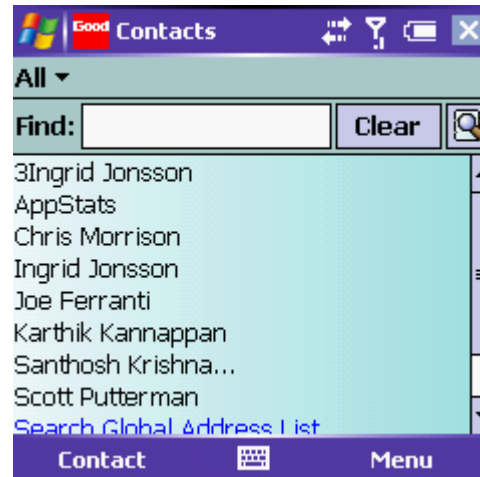 Good Contacts
All
Find: Clear
3Ingrid Jonsson
AppStats
Chris Morrison
Ingrid Jonsson
Joe Ferranti
Karthik Kannappan
Santhosh Krishna...
Scott Putterman
Search Global Address List
Contact Menu